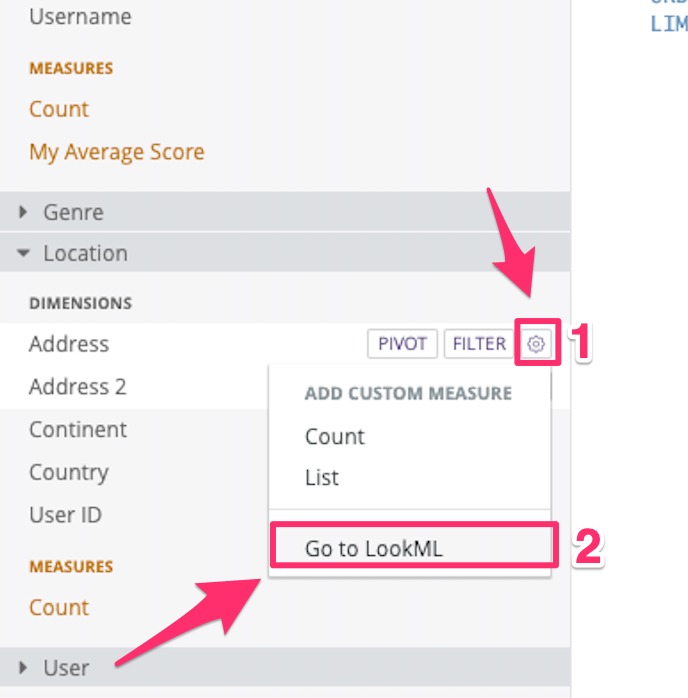 Username
LIM
MEASURES
Count
My Average Score
Genre
Location
DIMENSIONS
Address PIVOT FILTER 1
Address 2
ADD CUSTOM MEASURE
Continent
Count
Country
List
User ID
Go to LookML 2
MEASURES
Count
User